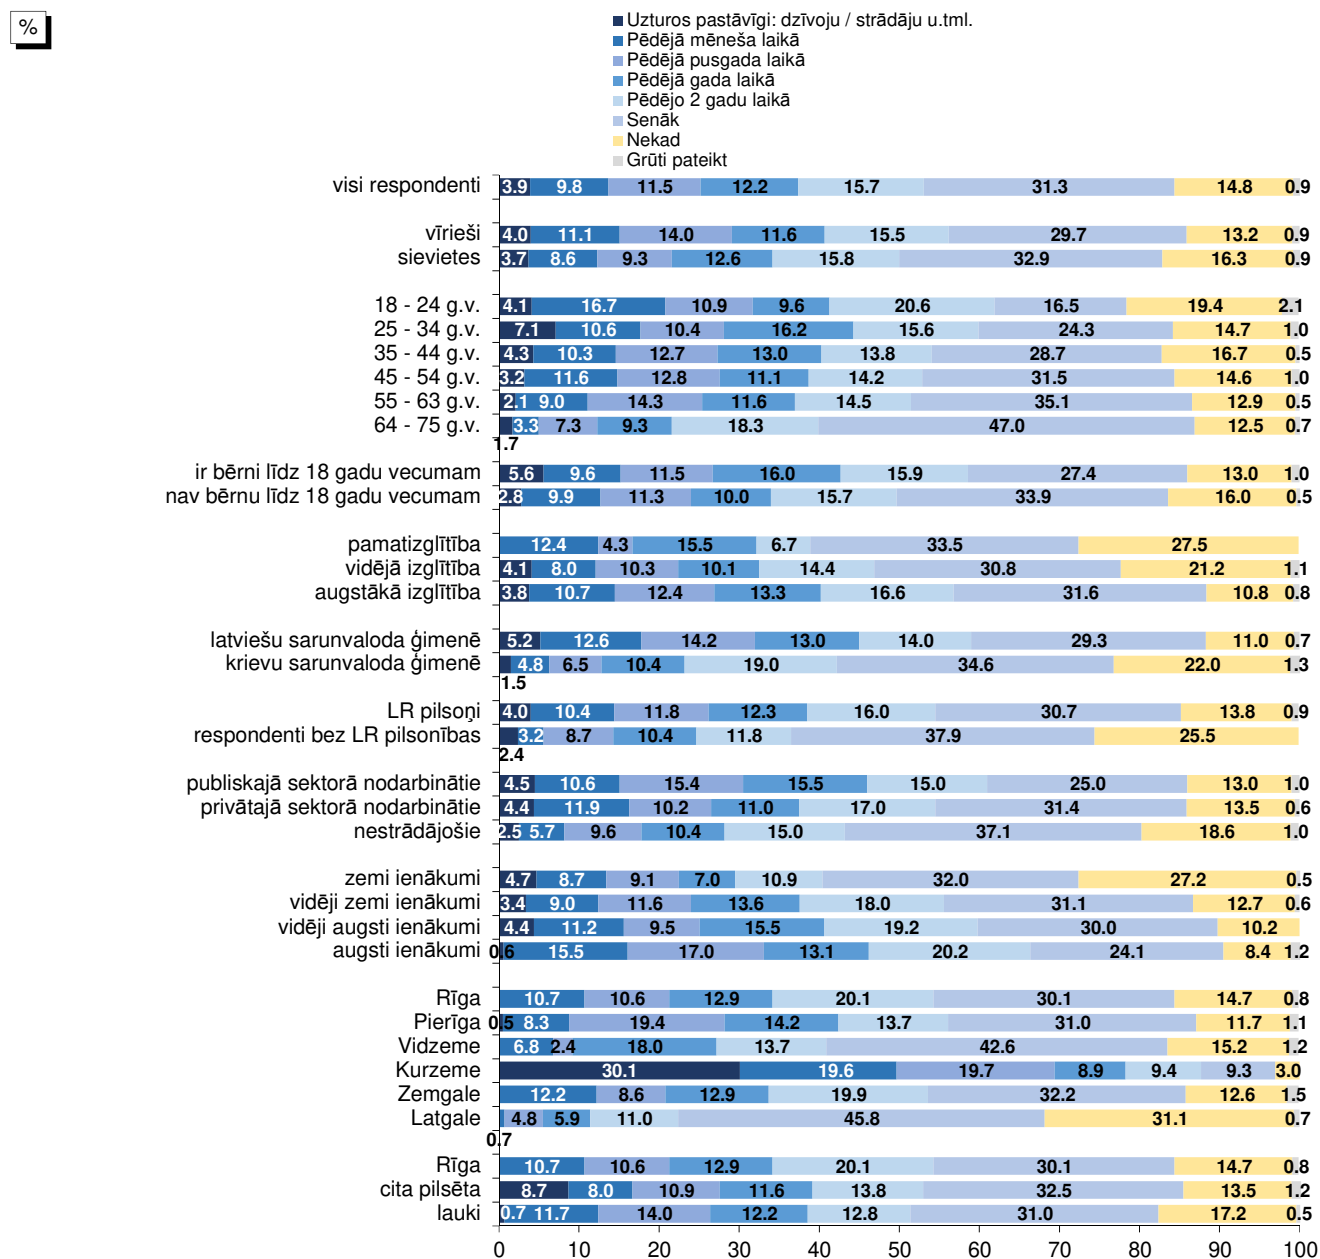 %
Uzturos pastāvīgi: dzīvoju / strādāju u.tml.
Pēdējā mēneša laikā
Pēdējā pusgada laikā
Pēdējā gada laikā
Pēdējo 2 gadu laikā
Senāk
Nekad
Grūti pateikt
visi respondenti 3.9 9.8 11.5 12.2 15.7 31.3 14.8 0.9
vīrieši 4.0 11.1 14.0 11.6 15.5 29.7 13.2 0.9
sievietes 3.7 8.6 9.3 12.6 15.8 32.9 16.3 0.9
18 - 24 g.v. 4.1 16.7 10.9 9.6 20.6 16.5 19.4 2.1
25 - 34 g.v. 7.1 10.6 10.4 16.2 15.6 24.3 14.7 1.0
35 - 44 g.v. 4.3 10.3 12.7 13.0 13.8 28.7 16.7 0.5
45 - 54 g.v. 3.2 11.6 12.8 11.1 14.2 31.5 14.6 1.0
55 - 63 g.v. 2.1 9.0 14.3 11.6 14.5 35.1 12.9 0.5
64 - 75 g.v. 3.3 7.3 9.3 18.3 47.0 12.5 0.7
1.7
ir bērni līdz 18 gadu vecumam 5.6 9.6 11.5 16.0 15.9 27.4 13.0 1.0
nav bērnu līdz 18 gadu vecumam 2.8 9.9 11.3 10.0 15.7 33.9 16.0 0.5
pamatizglītība 12.4 4.3 15.5 6.7 33.5 27.5
vidējā izglītība 4.1 8.0 10.3 10.1 14.4 30.8 21.2 1.1
augstākā izglītība 3.8 10.7 12.4 13.3 16.6 31.6 10.8 0.8
latviešu sarunvaloda ģimenē 5.2 12.6 14.2 13.0 14.0 29.3 11.0 0.7
krievu sarunvaloda ģimenē 4.8 6.5 10.4 19.0 34.6 22.0 1.3
1.5
LR pilsoņi 4.0 10.4 11.8 12.3 16.0 30.7 13.8 0.9
respondenti bez LR pilsonības 3.2 8.7 10.4 11.8 37.9 25.5
2.4
publiskajā sektorā nodarbinātie 4.5 10.6 15.4 15.5 15.0 25.0 13.0 1.0
privātajā sektorā nodarbinātie 4.4 11.9 10.2 11.0 17.0 31.4 13.5 0.6
nestrādājošie 2.5 5.7 9.6 10.4 15.0 37.1 18.6 1.0
zemi ienākumi 4.7 8.7 9.1 7.0 10.9 32.0 27.2 0.5
vidēji zemi ienākumi 3.4 9.0 11.6 13.6 18.0 31.1 12.7 0.6
vidēji augsti ienākumi 4.4 11.2 9.5 15.5 19.2 30.0 10.2
augsti ienākumi 0.6 15.5 17.0 13.1 20.2 24.1 8.4 1.2
Rīga 10.7 10.6 12.9 20.1 30.1 14.7 0.8
Pierīga 0.5 8.3 19.4 14.2 13.7 31.0 11.7 1.1
Vidzeme 6.8 2.4 18.0 13.7 42.6 15.2 1.2
Kurzeme 30.1 19.6 19.7 8.9 9.4 9.3 3.0
Zemgale 12.2 8.6 12.9 19.9 32.2 12.6 1.5
Latgale 4.8 5.9 11.0 45.8 31.1 0.7
0.7
Rīga 10.7 10.6 12.9 20.1 30.1 14.7 0.8
cita pilsēta 8.7 8.0 10.9 11.6 13.8 32.5 13.5 1.2
lauki 0.7 11.7 14.0 12.2 12.8 31.0 17.2 0.5
0 10 20 30 40 50 60 70 80 90 100